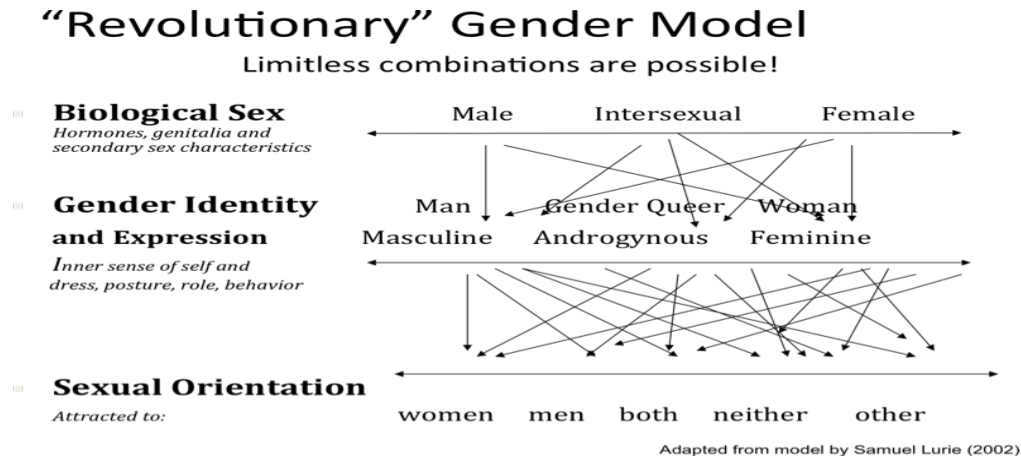 “Revolutionary” Gender Model
Limitless combinations are possible!
Biological Sex
Hormones, genitalia and
secondary sex characteristics
Male Intersexual Female
Gender Identity
and Expression
Inner sense of self and
dress, posture, role, behavior
Man Gender Queer Woman
Masculine Androgynous Feminine
Sexual Orientation
Attracted to:
women men both neither other
Adapted from model by Samuel Lurie (2002)